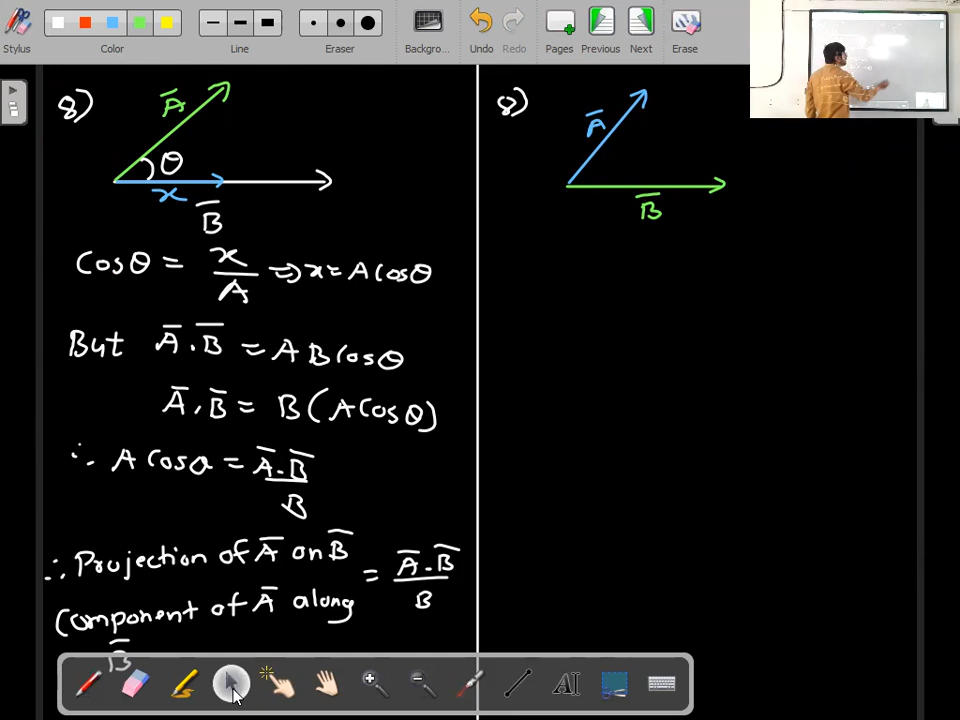 Stylus
Color
Line
Eraser
Backgro...
Undo
Redo
Pages
Previous
Next
Erase
8)
A̅
θ
x
B̅
Cosθ = x/A ⇒ x = A Cosθ
But A̅ . B̅ = A B Cosθ
A̅ . B̅ = B ( A Cosθ )
∴ A Cosθ = A̅ . B̅ / B
∴ Projection of A̅ on B̅
Component of A̅ along B̅ = A̅ . B̅ / B
8)
A̅
B̅